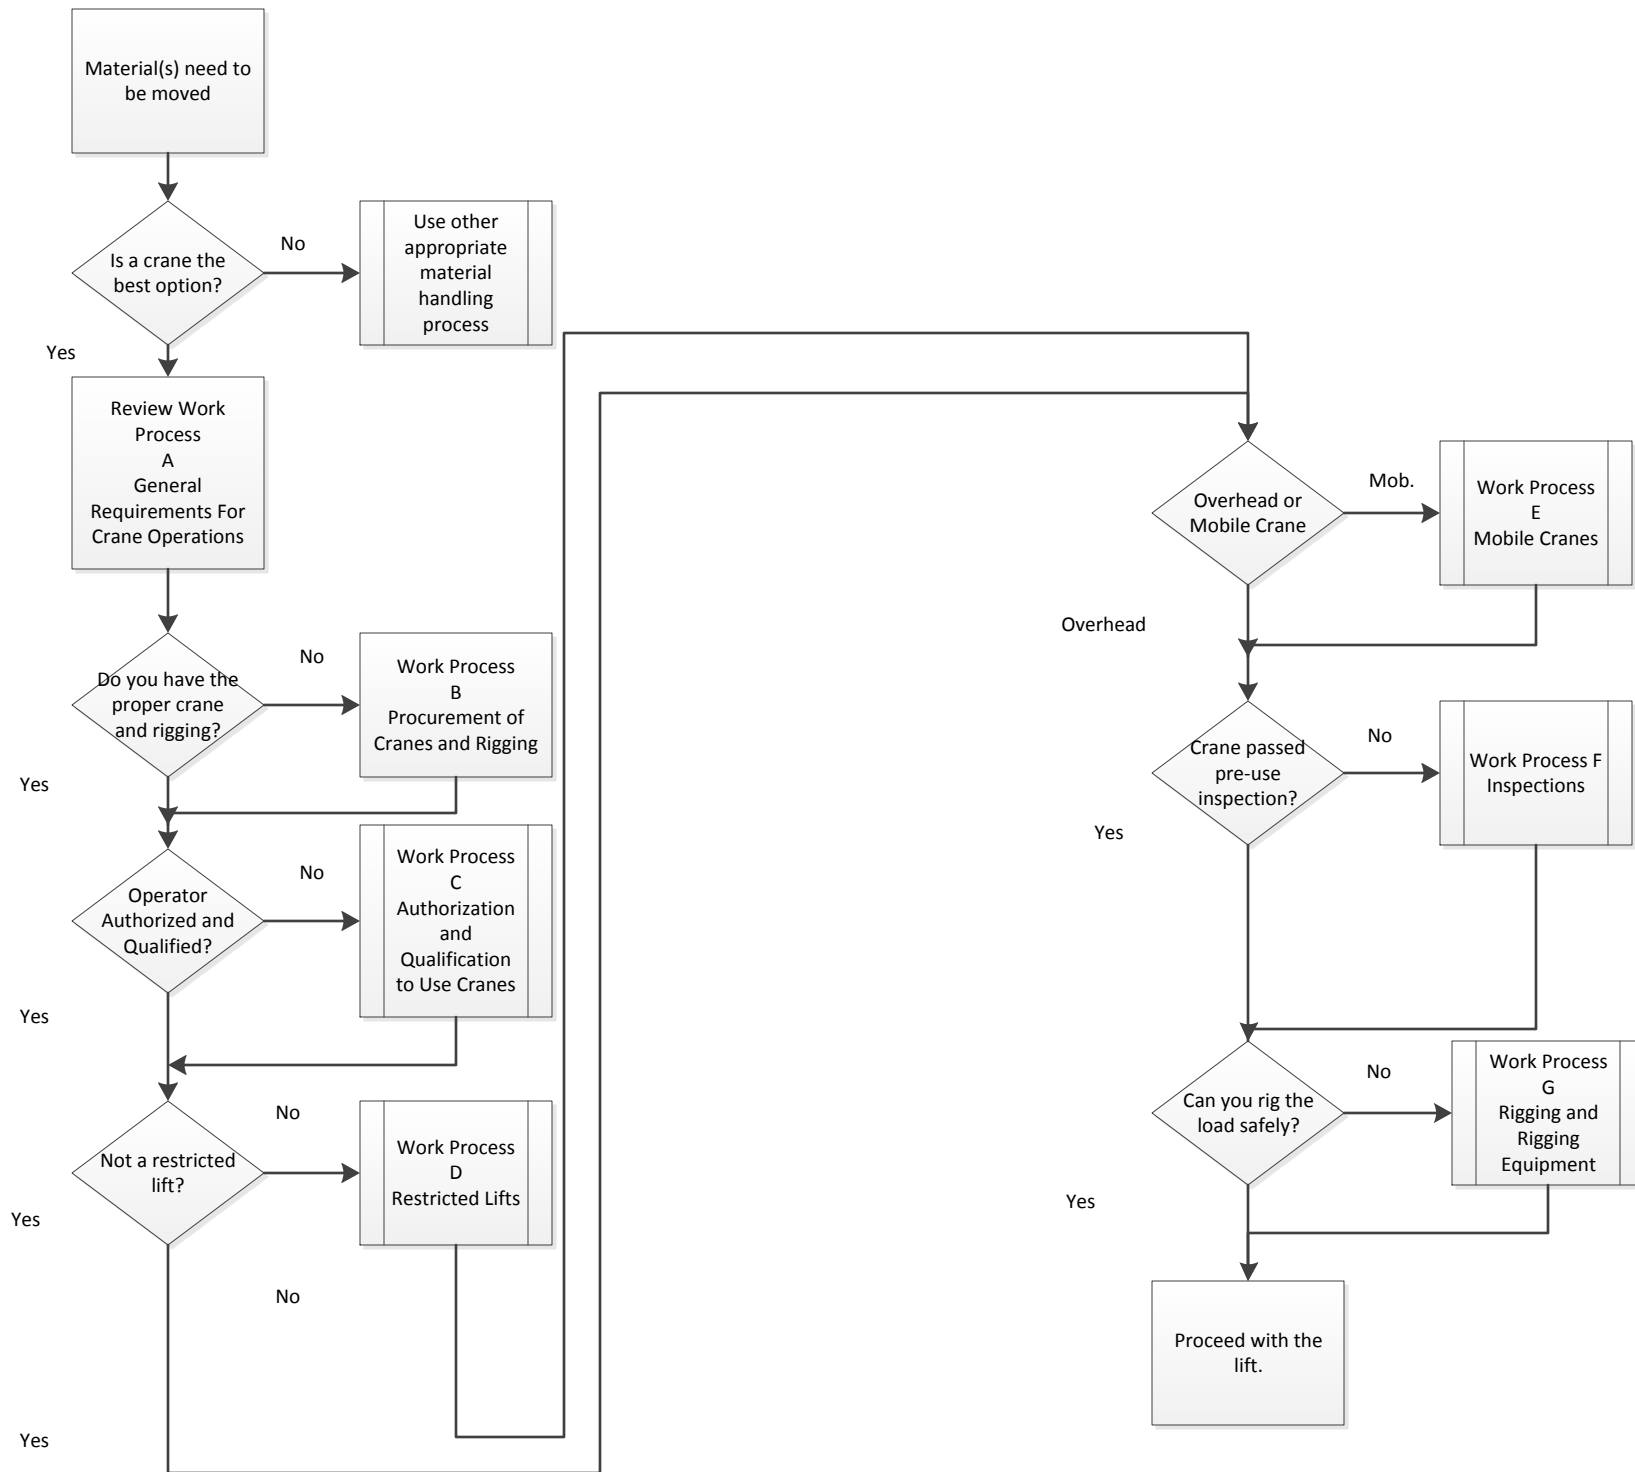 Material(s) need to
be moved
Is a crane the
best option?
No
Use other
appropriate
material
handling
process
Yes
Review Work
Process
A
General
Requirements For
Crane Operations
Do you have the
proper crane
and rigging?
No
Work Process
B
Procurement of
Cranes and Rigging
Yes
Operator
Authorized and
Qualified?
No
Work Process
C
Authorization
and
Qualification
to Use Cranes
Yes
Not a restricted
lift?
No
Work Process
D
Restricted Lifts
Yes
No
Yes
Overhead or
Mobile Crane
Mob.
Work Process
E
Mobile Cranes
Overhead
Crane passed
pre-use
inspection?
No
Work Process F
Inspections
Yes
Can you rig the
load safely?
No
Work Process
G
Rigging and
Rigging
Equipment
Yes
Proceed with the
lift.